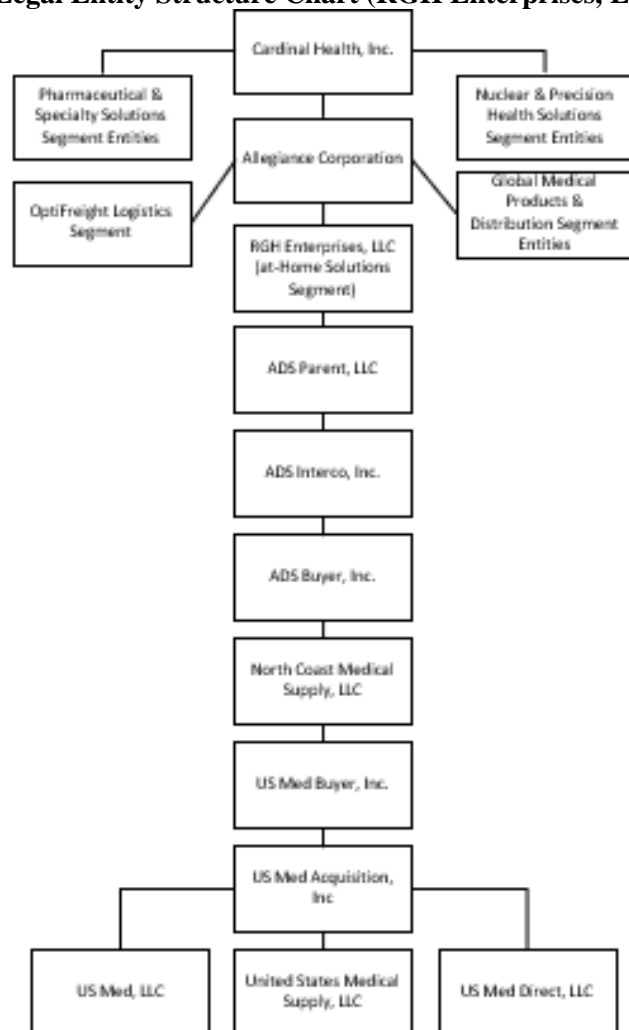 Legal Entity Structure Chart (RGH Enterprises,
Cardinal Health, Inc.
Pharmaceutical &
Specialty Solutions
Segment Entities
Nuclear & Precision
Health Solutions
Segment Entities
Allegiance Corporation
OptiFreight Logistics
Segment
Global Medical
Products &
Distribution Segment
Entities
RGH Enterprises, LLC
(at-Home Solutions
Segment)
ADS Parent, LLC
ADS Interco, Inc.
ADS Buyer, Inc.
North Coast Medical
Supply, LLC
US Med Buyer, Inc.
US Med Acquisition,
Inc
US Med, LLC
United States Medical
Supply, LLC
US Med Direct, LLC